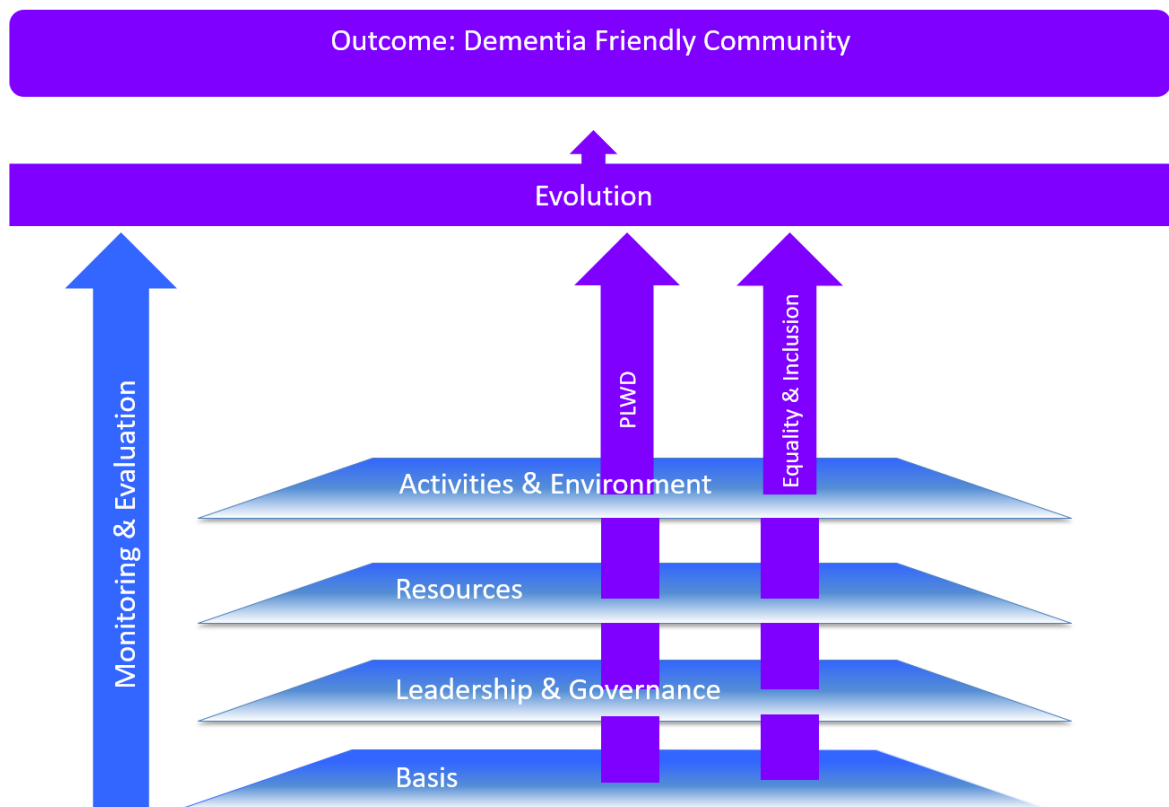 Outcome: Dementia Friendly Community
Evolution
Monitoring & Evaluation
PLWD
Equality & Inclusion
Activities & Environment
Resources
Leadership & Governance
Basis